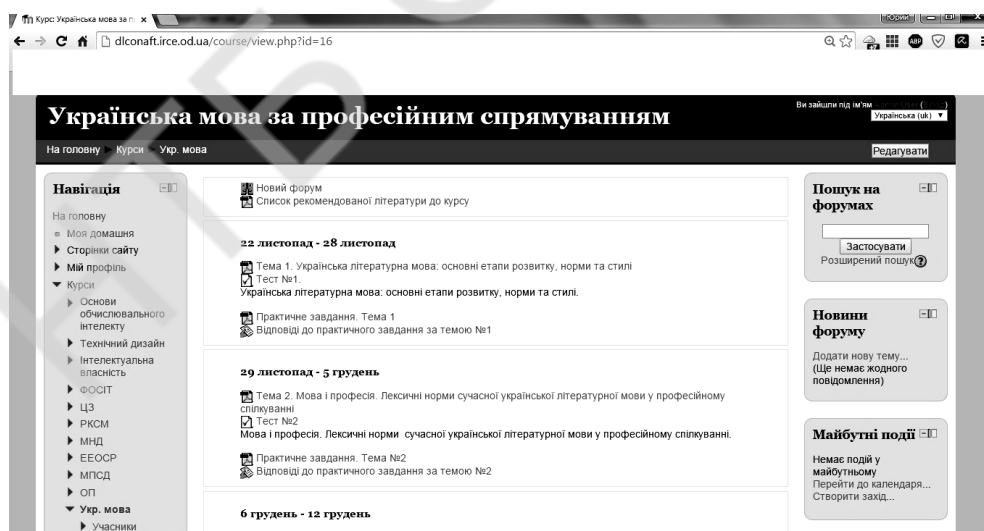 Курс: Українська мова за п
Юрий
dlconaft.irce.od.ua/course/view.php?id=16
ABP
Українська мова за професійним спрямуванням
Ви зайшли під ім'ям
Українська (uk)
На головну Курси Укр. мова
Редагувати
Навігація
На головну
Моя домашня
Сторінки сайту
Мій профіль
Курси
Основи
обчислювального
інтелекту
Технічний дизайн
Інтелектуальна
власність
ФОСІТ
ЦЗ
РКСМ
МНД
ЕЕОСР
МПСД
ОП
Укр. мова
Учасники
Новий форум
Список рекомендованої літератури до курсу
22 листопад - 28 листопад
Тема 1. Українська літературна мова: основні етапи розвитку, норми та стилі
Тест №1.
Українська літературна мова: основні етапи розвитку, норми та стилі.
Практичне завдання. Тема 1
Відповіді до практичного завдання за темою №1
29 листопад - 5 грудень
Тема 2. Мова і професія. Лексичні норми сучасної української літературної мови у професійному
спілкуванні
Тест №2
Мова і професія. Лексичні норми сучасної української літературної мови у професійному спілкуванні.
Практичне завдання. Тема №2
Відповіді до практичного завдання за темою №2
6 грудень - 12 грудень
Пошук на
форумах
Застосувати
Розширений пошук
Новини
форуму
Додати нову тему...
(Ще немає жодного
повідомлення)
Майбутні події
Немає подій у
майбутньому
Перейти до календаря...
Створити захід...